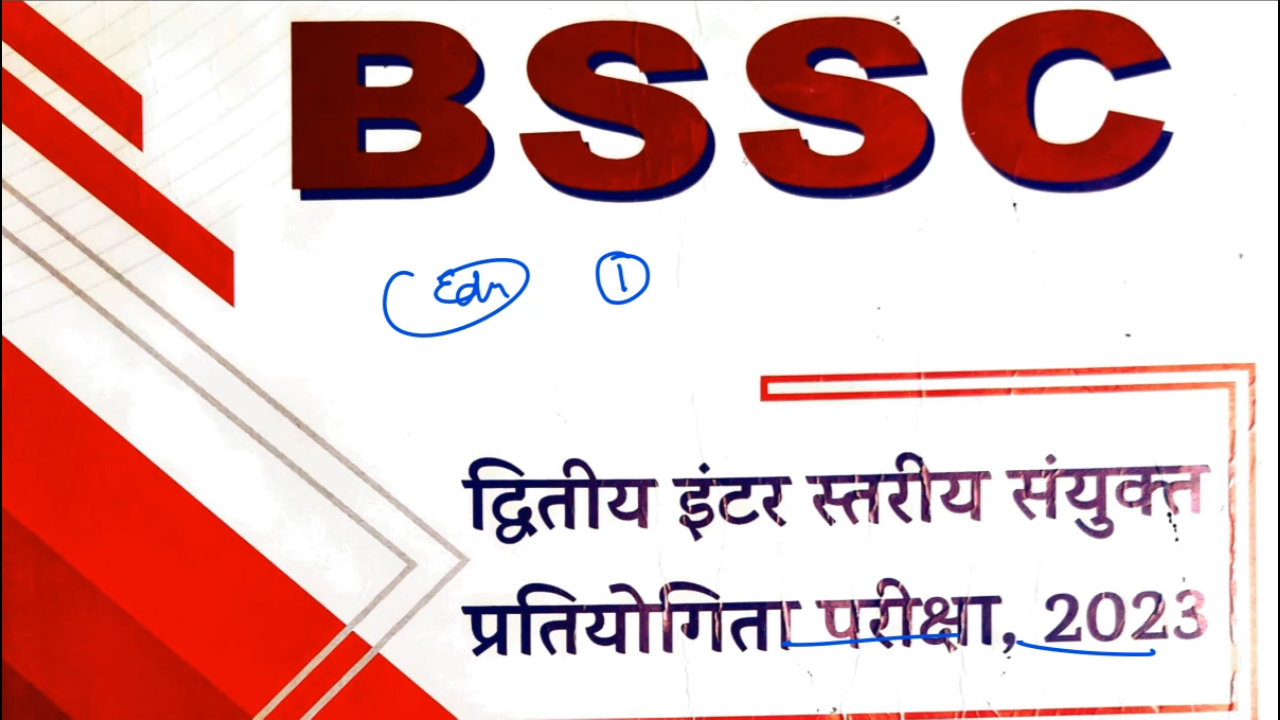 BSSC
Edn 1
द्वितीय इंटर स्तरीय संयुक्त
प्रतियोगिता परीक्षा, 2023